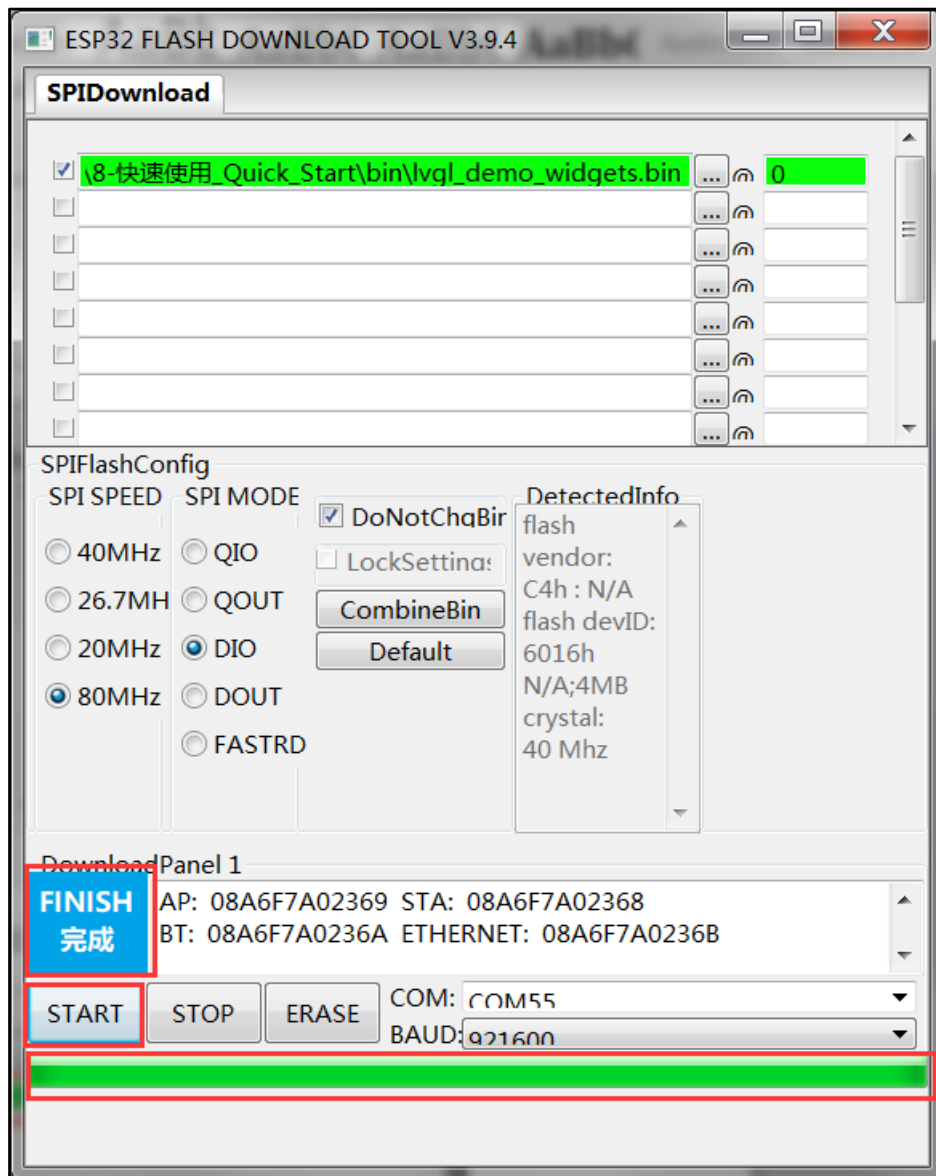 ESP32 FLASH DOWNLOAD TOOL V3.9.4
SPIDownload
\8-快速使用_Quick_Start\bin\lvgl_demo_widgets.bin ... @ 0
... @
... @
... @
... @
... @
... @
... @
SPIFlashConfig
SPI SPEED SPI MODE DetectedInfo
40MHz
26.7MH
20MHz
80MHz
QIO
QOUT
DIO
DOUT
FASTRD
DoNotChgBin
LockSettings
CombineBin
Default
flash
vendor:
C4h : N/A
flash devID:
6016h
N/A;4MB
crystal:
40 Mhz
DownloadPanel 1
FINISH
完成
AP: 08A6F7A02369 STA: 08A6F7A02368
BT: 08A6F7A0236A ETHERNET: 08A6F7A0236B
START STOP ERASE
COM: COM55
BAUD: 921600